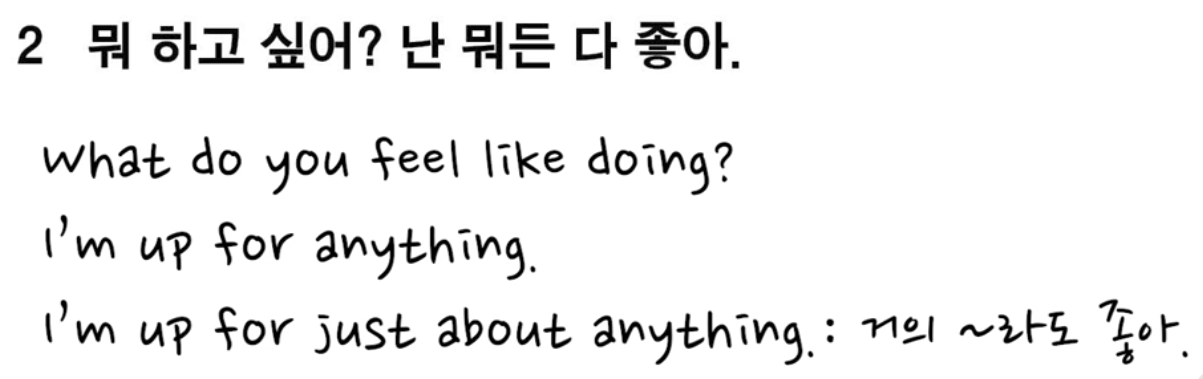 2 뭐 하고 싶어? 난 뭐든 다 좋아.
What do you feel like doing?
I'm up for anything.
I'm up for just about anything. : 거의 ~라도 좋아.